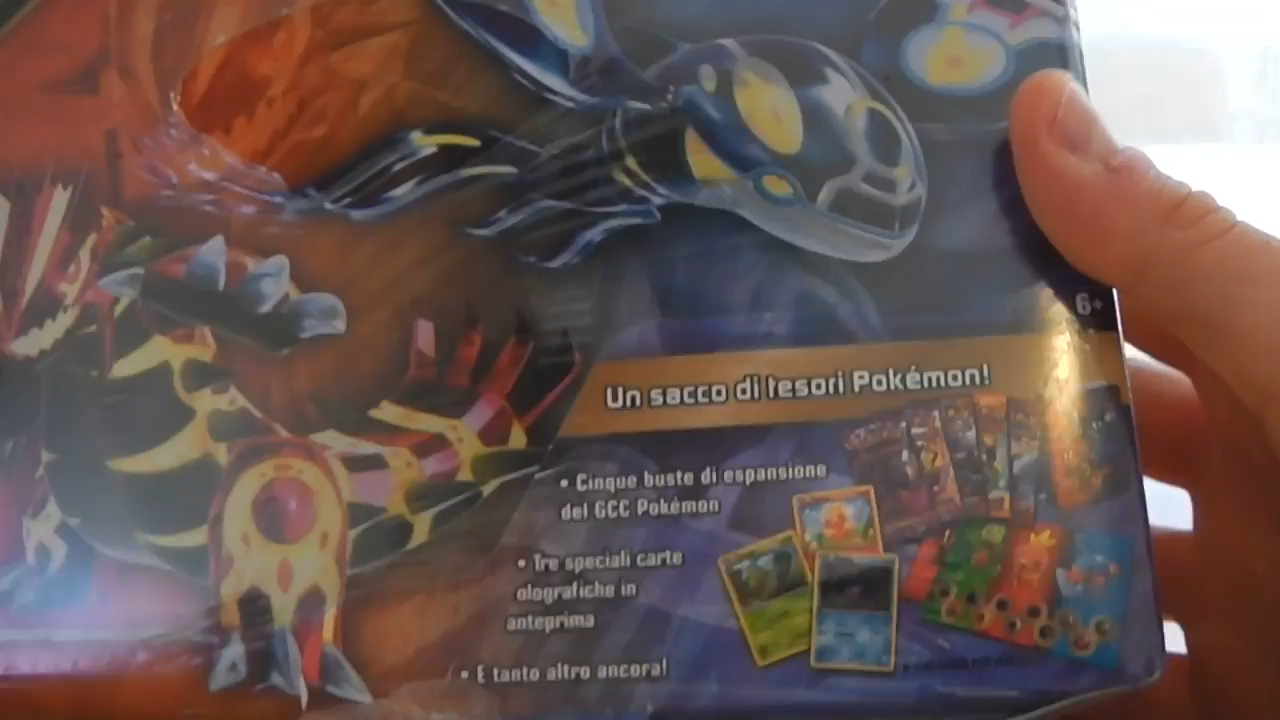 6+
Un sacco di tesori Pokémon!
• Cinque buste di espansione
del GCC Pokémon
• Tre speciali carte
olografiche in
anteprima
• E tanto altro ancora!